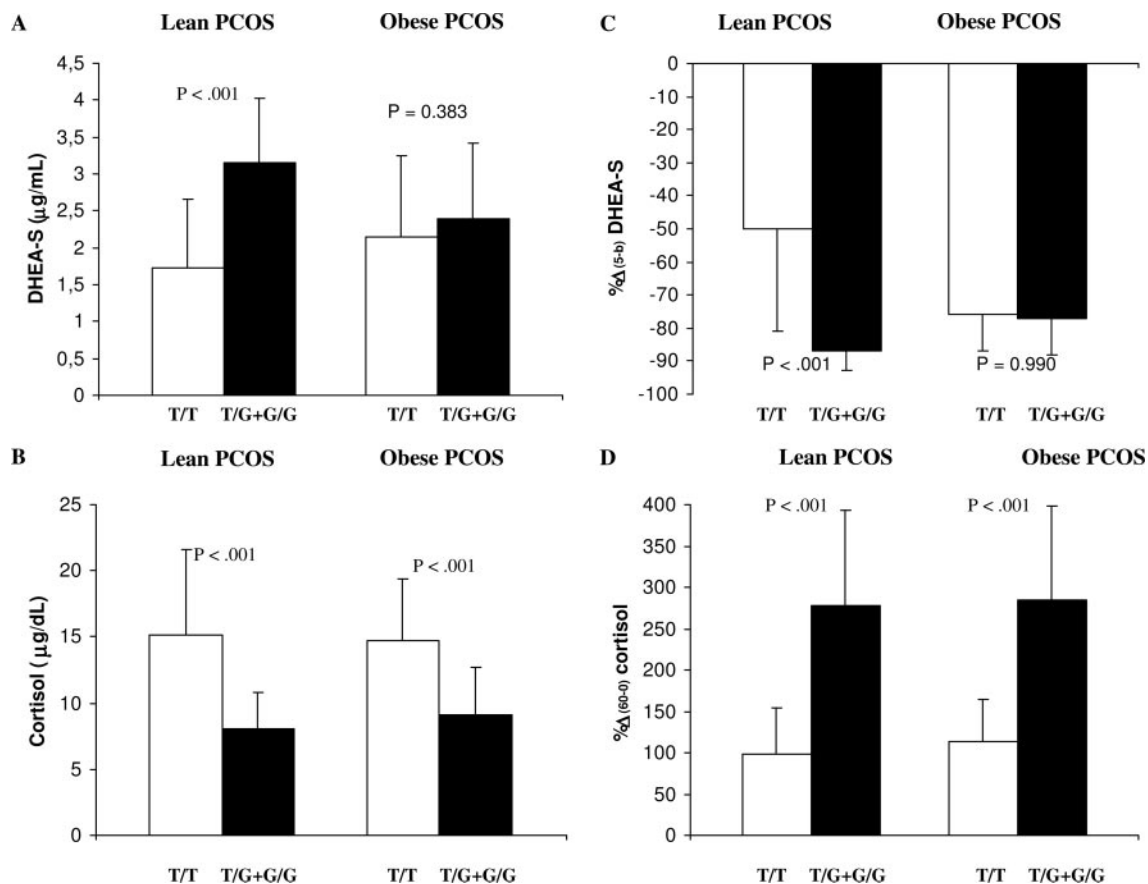 A
Lean PCOS Obese PCOS
4,5
4
3,5
3
2,5
2
1,5
1
0,5
0
DHEA-S (µg/mL)
P < .001
P = 0.383
T/T T/G+G/G T/T T/G+G/G
C
Lean PCOS Obese PCOS
0
-10
-20
-30
-40
-50
-60
-70
-80
-90
-100
%Δ(5-b) DHEA-S
P < .001
P = 0.990
T/T T/G+G/G T/T T/G+G/G
B
Lean PCOS Obese PCOS
25
20
15
10
5
0
Cortisol (µg/dL)
P < .001
P < .001
T/T T/G+G/G T/T T/G+G/G
D
Lean PCOS Obese PCOS
400
350
300
250
200
150
100
50
0
%Δ(60-0) cortisol
P < .001
P < .001
T/T T/G+G/G T/T T/G+G/G